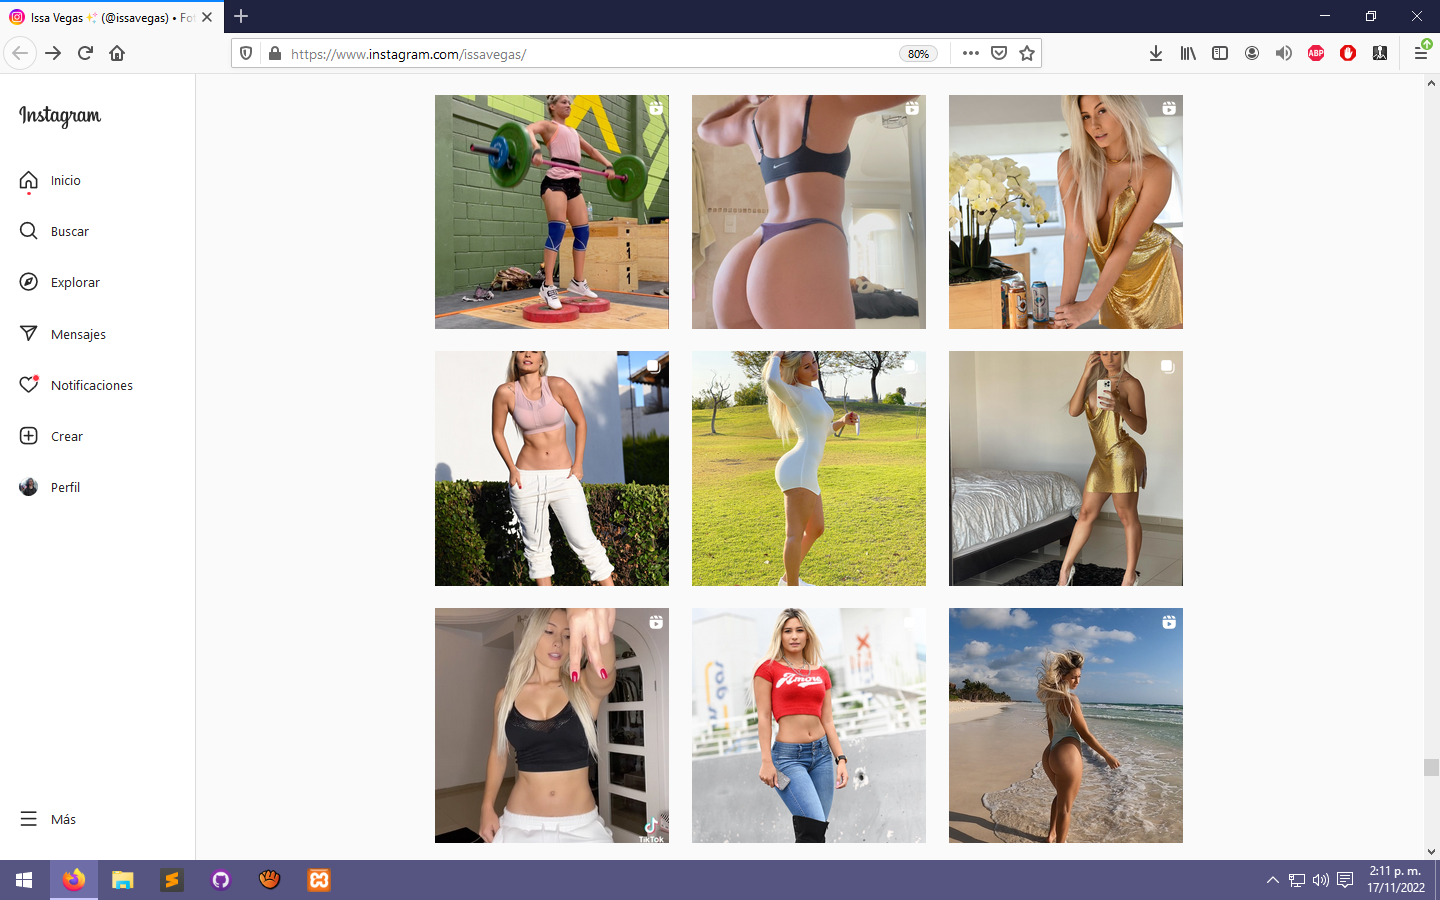 Issa Vegas ✨ (@issavegas) • Fot
https://www.instagram.com/issavegas/
80%
ABP
Instagram
Inicio
Buscar
Explorar
Mensajes
Notificaciones
Crear
Perfil
Más
Amore
TikTok
2:11 p. m.
17/11/2022